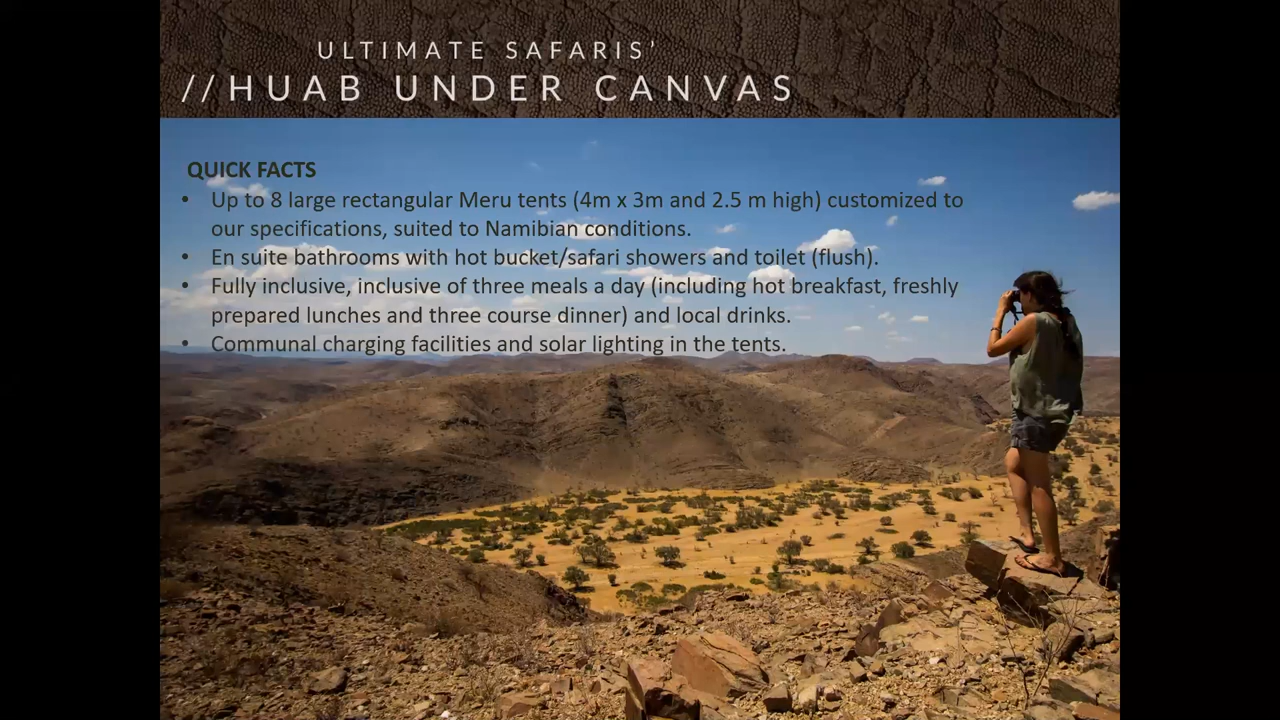 ULTIMATE SAFARIS'
//HUAB UNDER CANVAS
QUICK FACTS
• Up to 8 large rectangular Meru tents (4m x 3m and 2.5 m high) customized to
our specifications, suited to Namibian conditions.
• En suite bathrooms with hot bucket/safari showers and toilet (flush).
• Fully inclusive, inclusive of three meals a day (including hot breakfast, freshly
prepared lunches and three course dinner) and local drinks.
• Communal charging facilities and solar lighting in the tents.